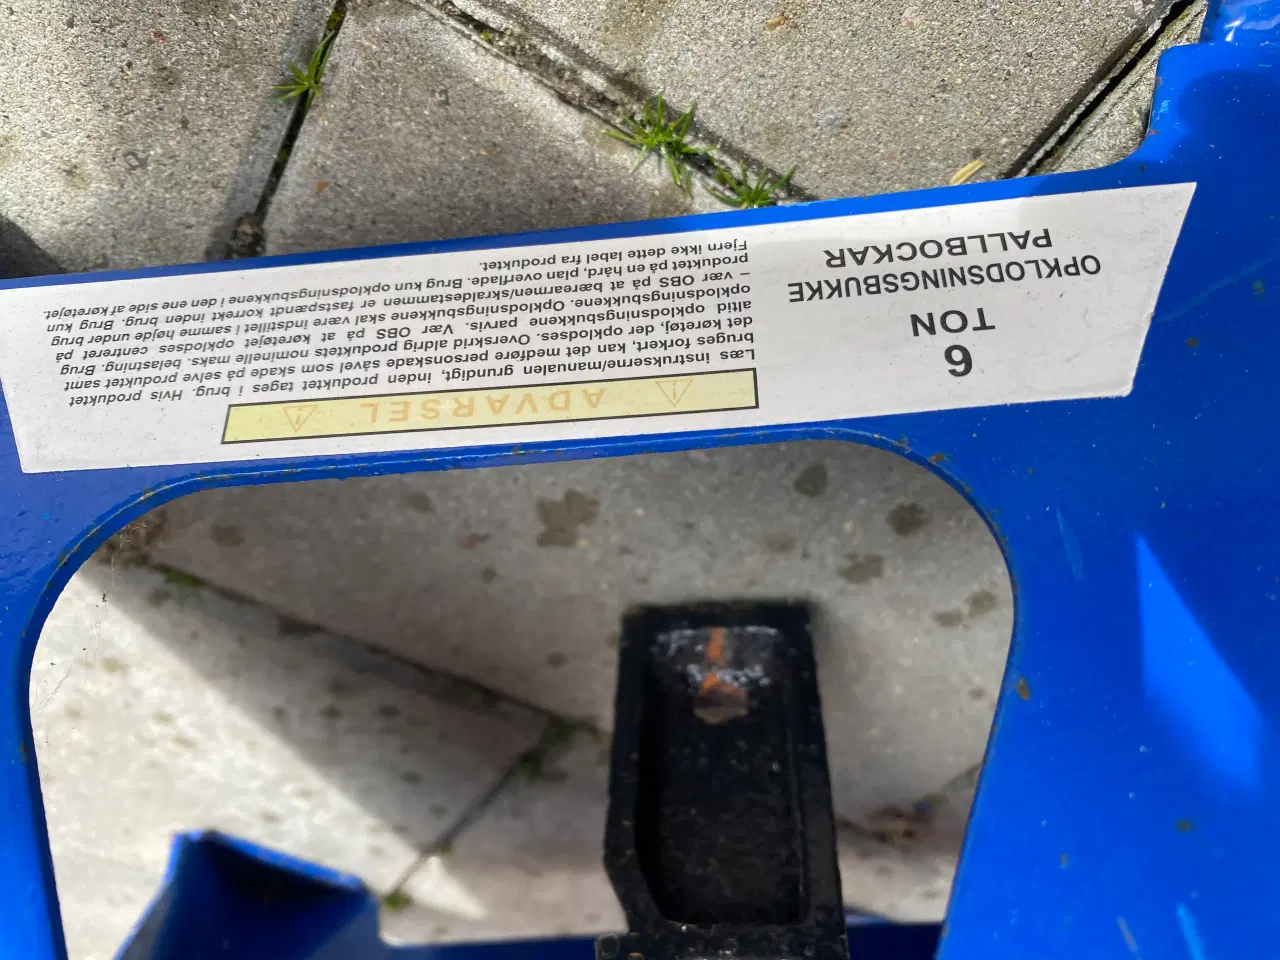 6
TON
OPKLODSNINGSBUKKE
PALLBOCKAR
ADVARSEL
Læs instrukserne/manualen grundigt, inden produktet tages i brug. Hvis produktet
bruges forkert, kan det medføre personskade såvel som skade på selve produktet samt
det køretøj, der opklodses. Overskrid aldrig produktets nominelle maks. belastning. Brug
altid opklodsningsbukkene parvis. Vær OBS på at køretøjet opklodses centreret på
opklodsningsbukkene. Opklodsningsbukkene skal være indstillet i samme højde under brug
– vær OBS på at bærearmen/skraldestammen er fastspændt korrekt inden brug. Brug kun
produktet på en hård, plan overflade. Brug kun opklodsningsbukkene i den ene side af køretøjet.
Fjern ikke dette label fra produktet.